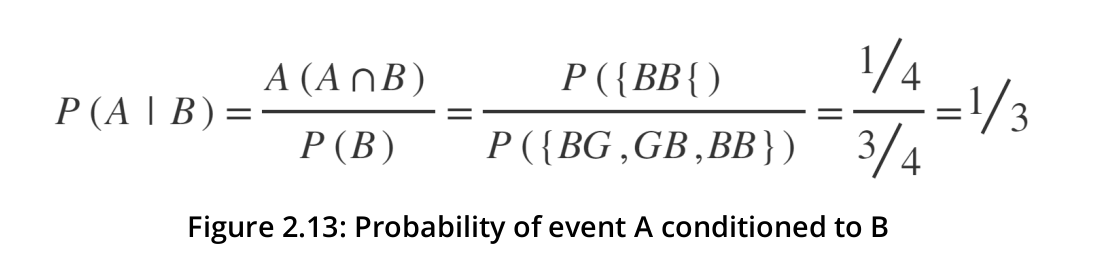 P(A | B) = A(A∩B)/P(B) = P({BB{)/P({BG,GB,BB}) = 1/4/3/4 = 1/3
Figure 2.13: Probability of event A conditioned to B